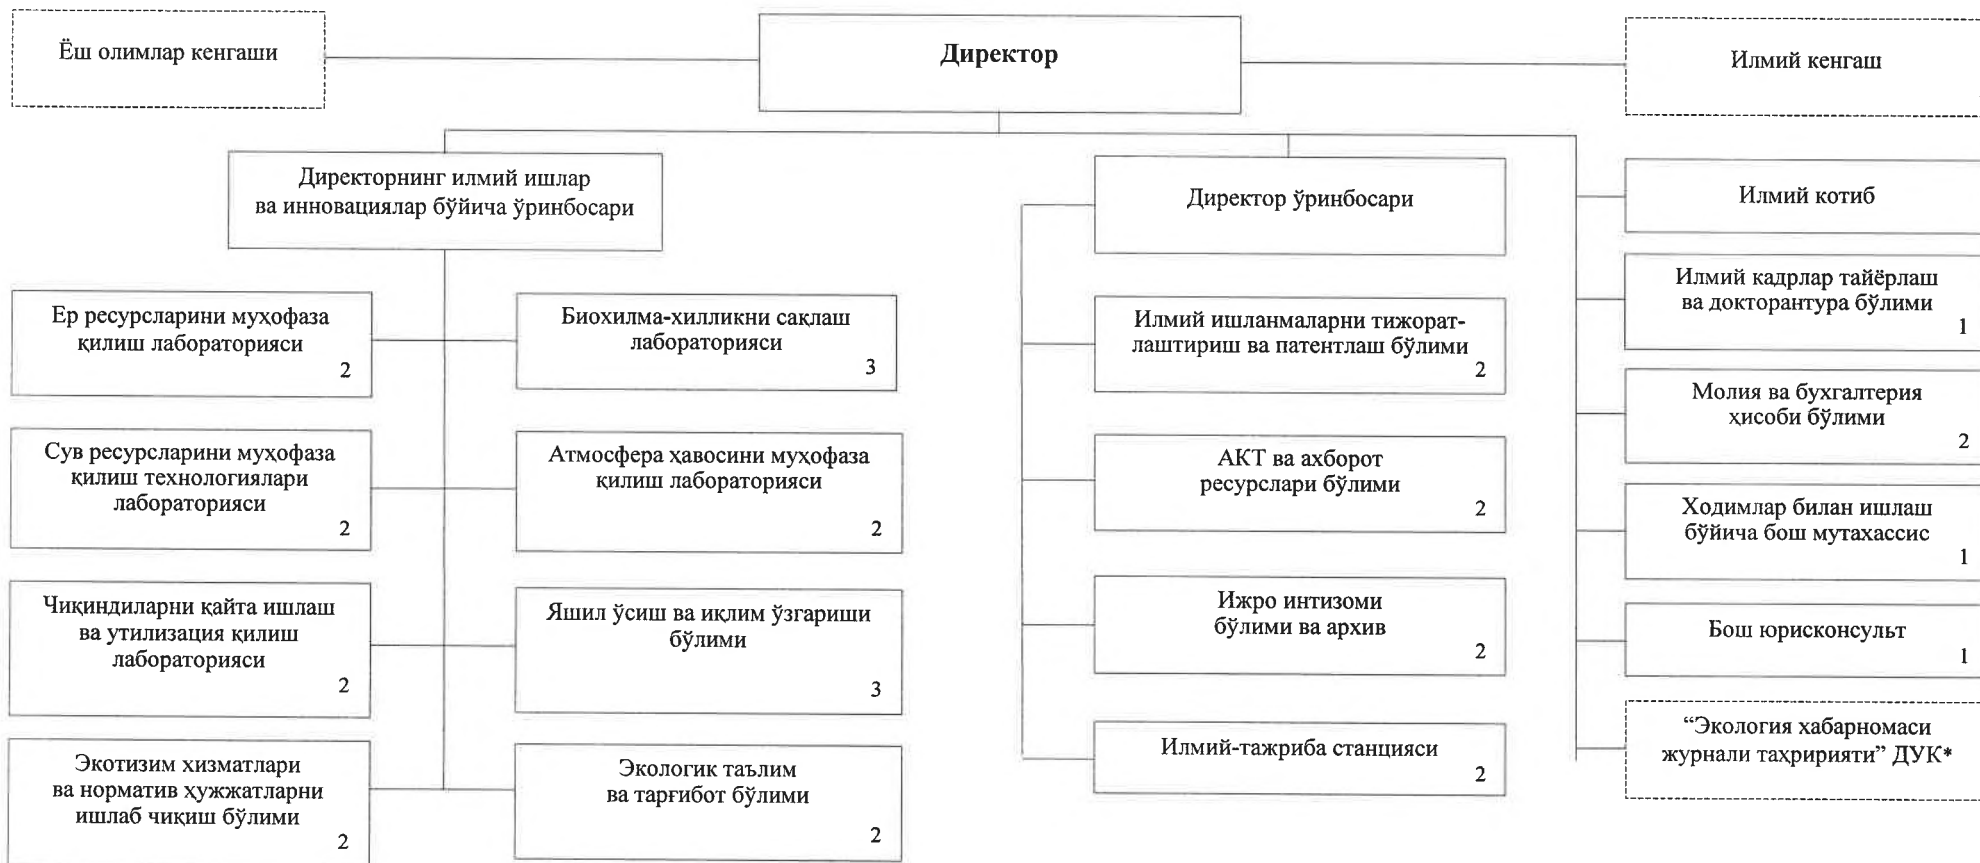 Ёш олимлар кенгаши
Директор
Илмий кенгаш
Директорнинг илмий ишлар
ва инновациялар бўйича ўринбосари
Директор ўринбосари
Илмий котиб
Ер ресурсларини муҳофаза
қилиш лабораторияси
2
Биохилма-хилликни сақлаш
лабораторияси
3
Сув ресурсларини муҳофаза
қилиш технологиялари
лабораторияси
2
Атмосфера ҳавосини муҳофаза
қилиш лабораторияси
2
Чиқиндиларни қайта ишлаш
ва утилизация қилиш
лабораторияси
2
Яшил ўсиш ва иқлим ўзгариши
бўлими
3
Экотизим хизматлари
ва норматив ҳужжатларни
ишлаб чиқиш бўлими
2
Экологик таълим
ва тарғибот бўлими
2
Илмий ишланмаларни тижорат-
лаштириш ва патентлаш бўлими
2
АКТ ва ахборот
ресурслари бўлими
2
Ижро интизоми
бўлими ва архив
2
Илмий-тажриба станцияси
2
Илмий кадрлар тайёрлаш
ва докторантура бўлими
1
Молия ва бухгалтерия
ҳисоби бўлими
2
Ходимлар билан ишлаш
бўйича бош мутахассис
1
Бош юрисконсульт
1
“Экология хабарномаси
журнали таҳририяти” ДУК*